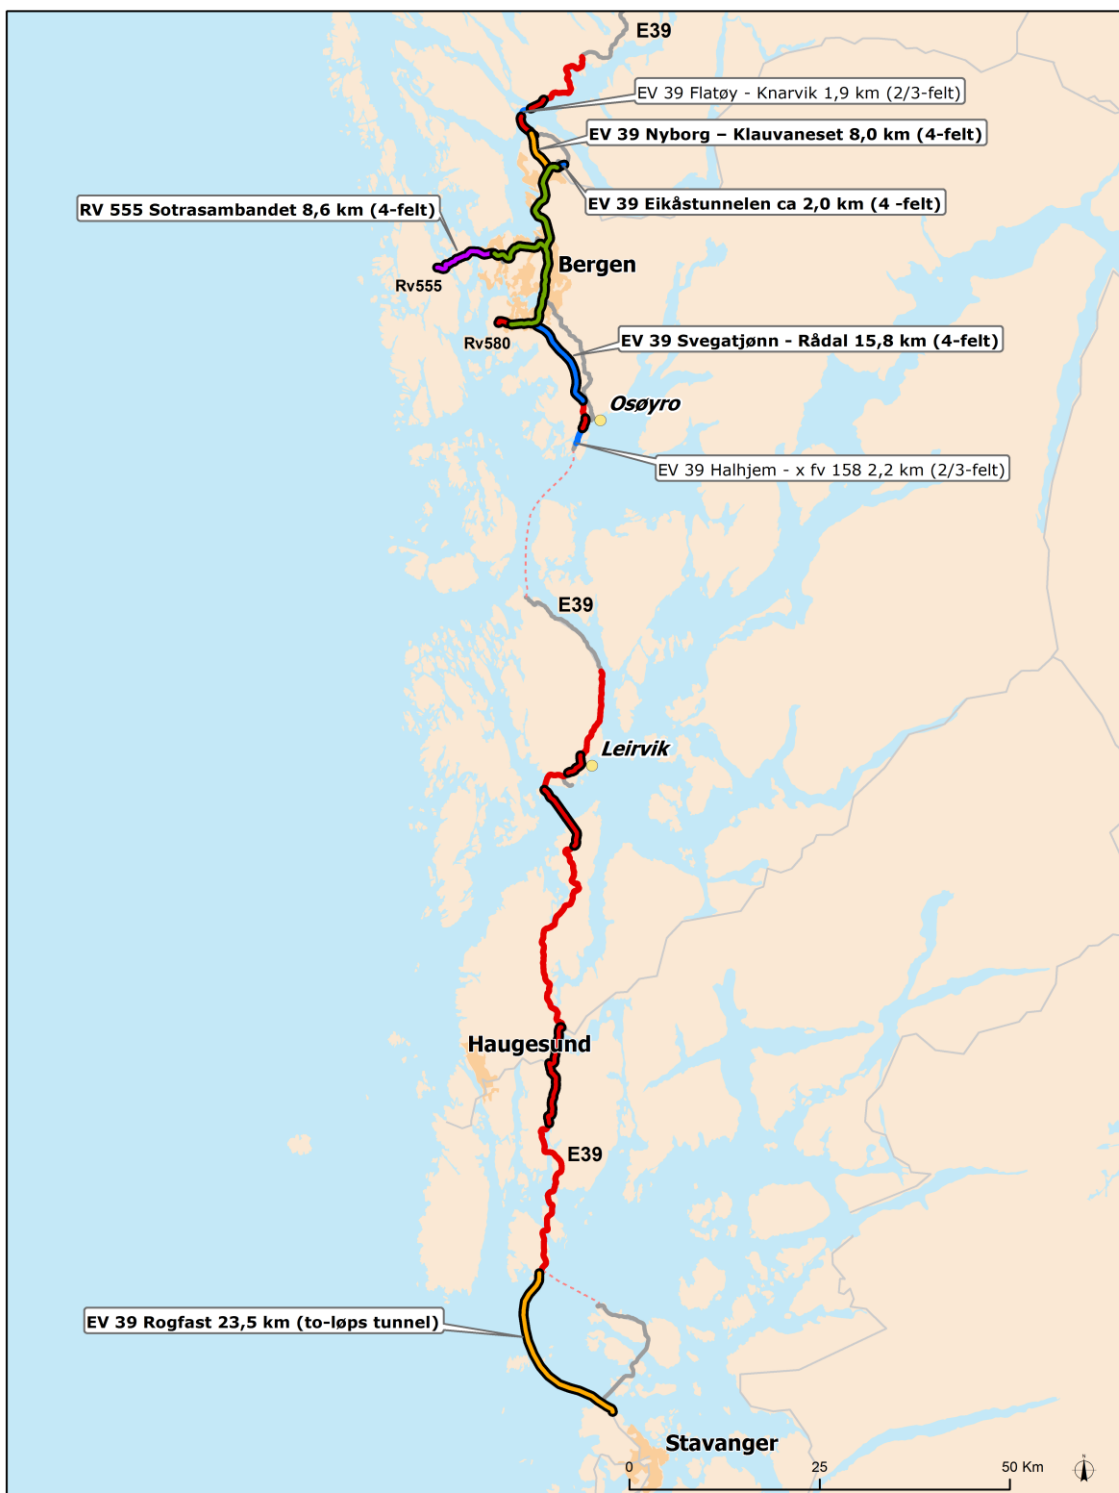 E39
EV 39 Flatøy - Knarvik 1,9 km (2/3-felt)
EV 39 Nyborg – Klauvaneset 8,0 km (4-felt)
EV 39 Eikåstunnelen ca 2,0 km (4 -felt)
RV 555 Sotrasambandet 8,6 km (4-felt)
Bergen
Rv555
Rv580
EV 39 Svegatjønn - Rådal 15,8 km (4-felt)
Osøyro
EV 39 Halhjem - x fv 158 2,2 km (2/3-felt)
E39
Leirvik
Haugesund
E39
EV 39 Rogfast 23,5 km (to-løps tunnel)
Stavanger
0 25 50 Km